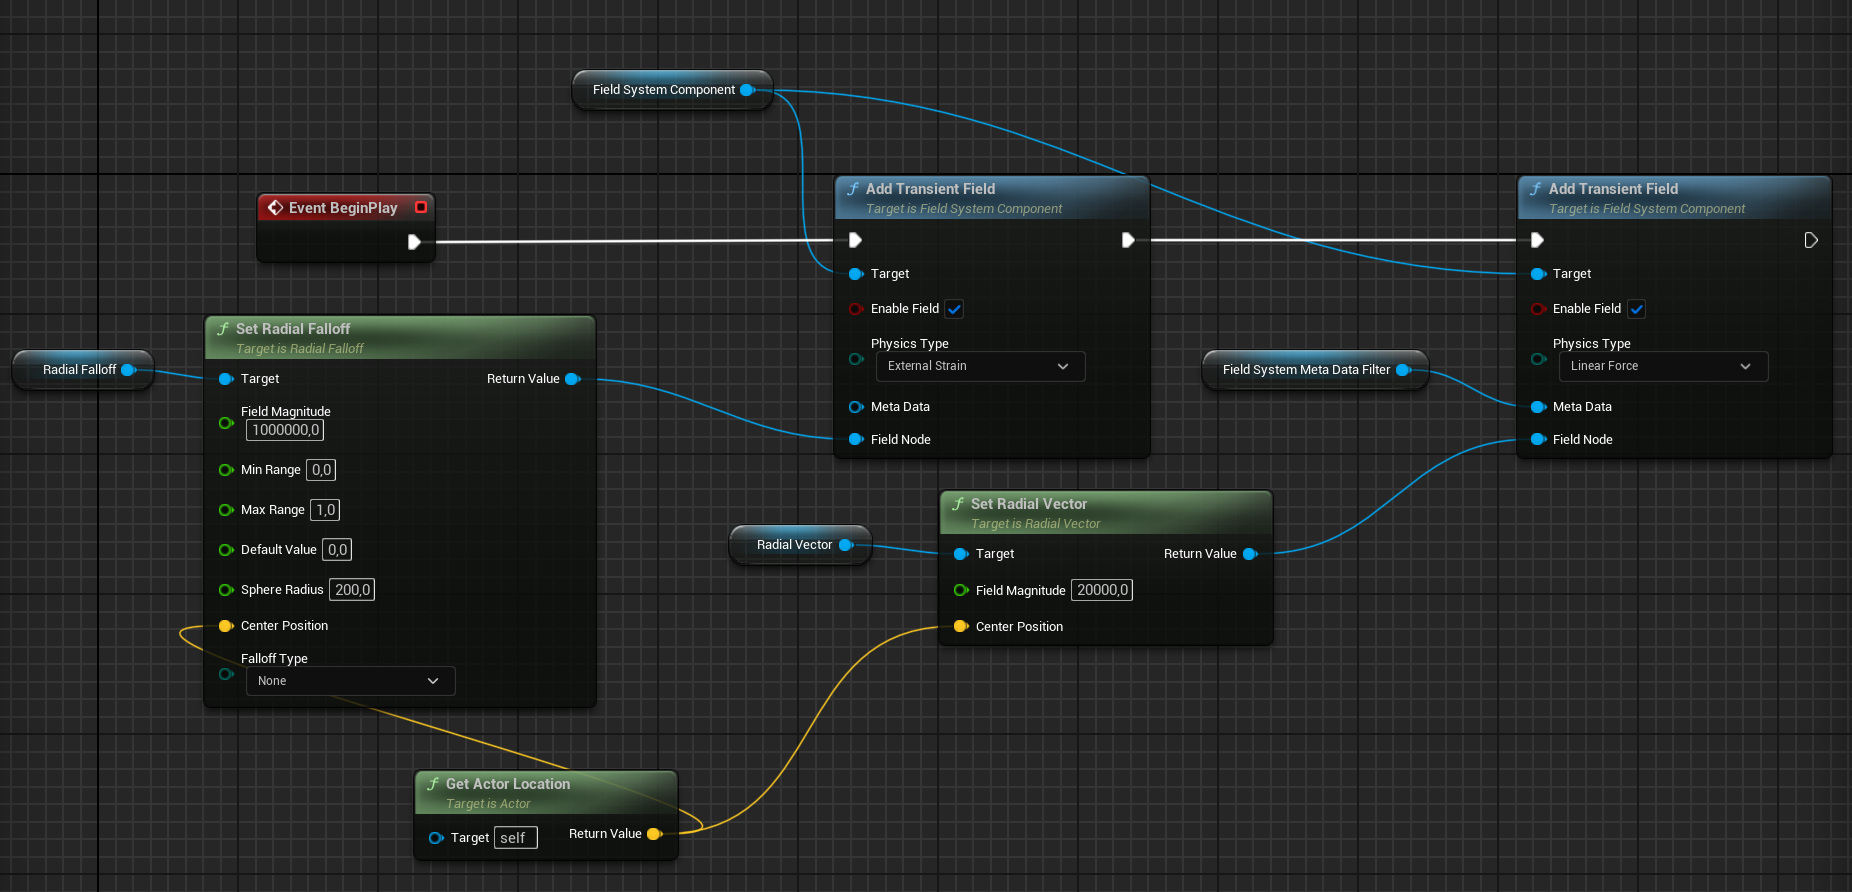 Field System Component
Event BeginPlay
Add Transient Field
Target is Field System Component
Target
Enable Field
Physics Type
External Strain
Meta Data
Field Node
Add Transient Field
Target is Field System Component
Target
Enable Field
Physics Type
Linear Force
Meta Data
Field Node
Field System Meta Data Filter
Radial Falloff
Set Radial Falloff
Target is Radial Falloff
Target Return Value
Field Magnitude
1000000,0
Min Range 0,0
Max Range 1,0
Default Value 0,0
Sphere Radius 200,0
Center Position
Falloff Type
None
Radial Vector
Set Radial Vector
Target is Radial Vector
Target Return Value
Field Magnitude 20000,0
Center Position
Get Actor Location
Target is Actor
Target self Return Value